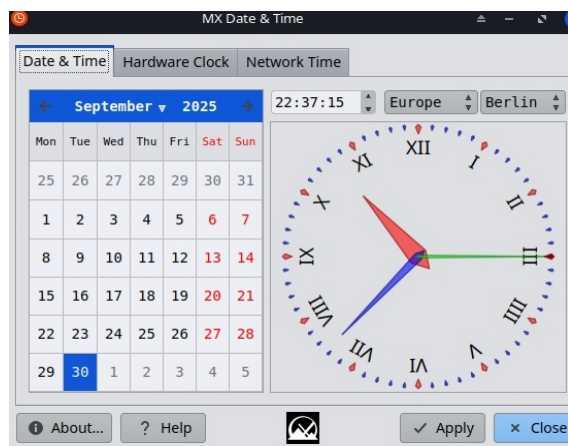 MX Date & Time
Date & Time Hardware Clock Network Time
September 2025
22:37:15 Europe Berlin
Mon Tue Wed Thu Fri Sat Sun
25 26 27 28 29 30 31
1 2 3 4 5 6 7
8 9 10 11 12 13 14
15 16 17 18 19 20 21
22 23 24 25 26 27 28
29 30 1 2 3 4 5
XII
I
II
III
IIII
V
VI
VII
VIII
IX
X
XI
About... ? Help Apply × Close